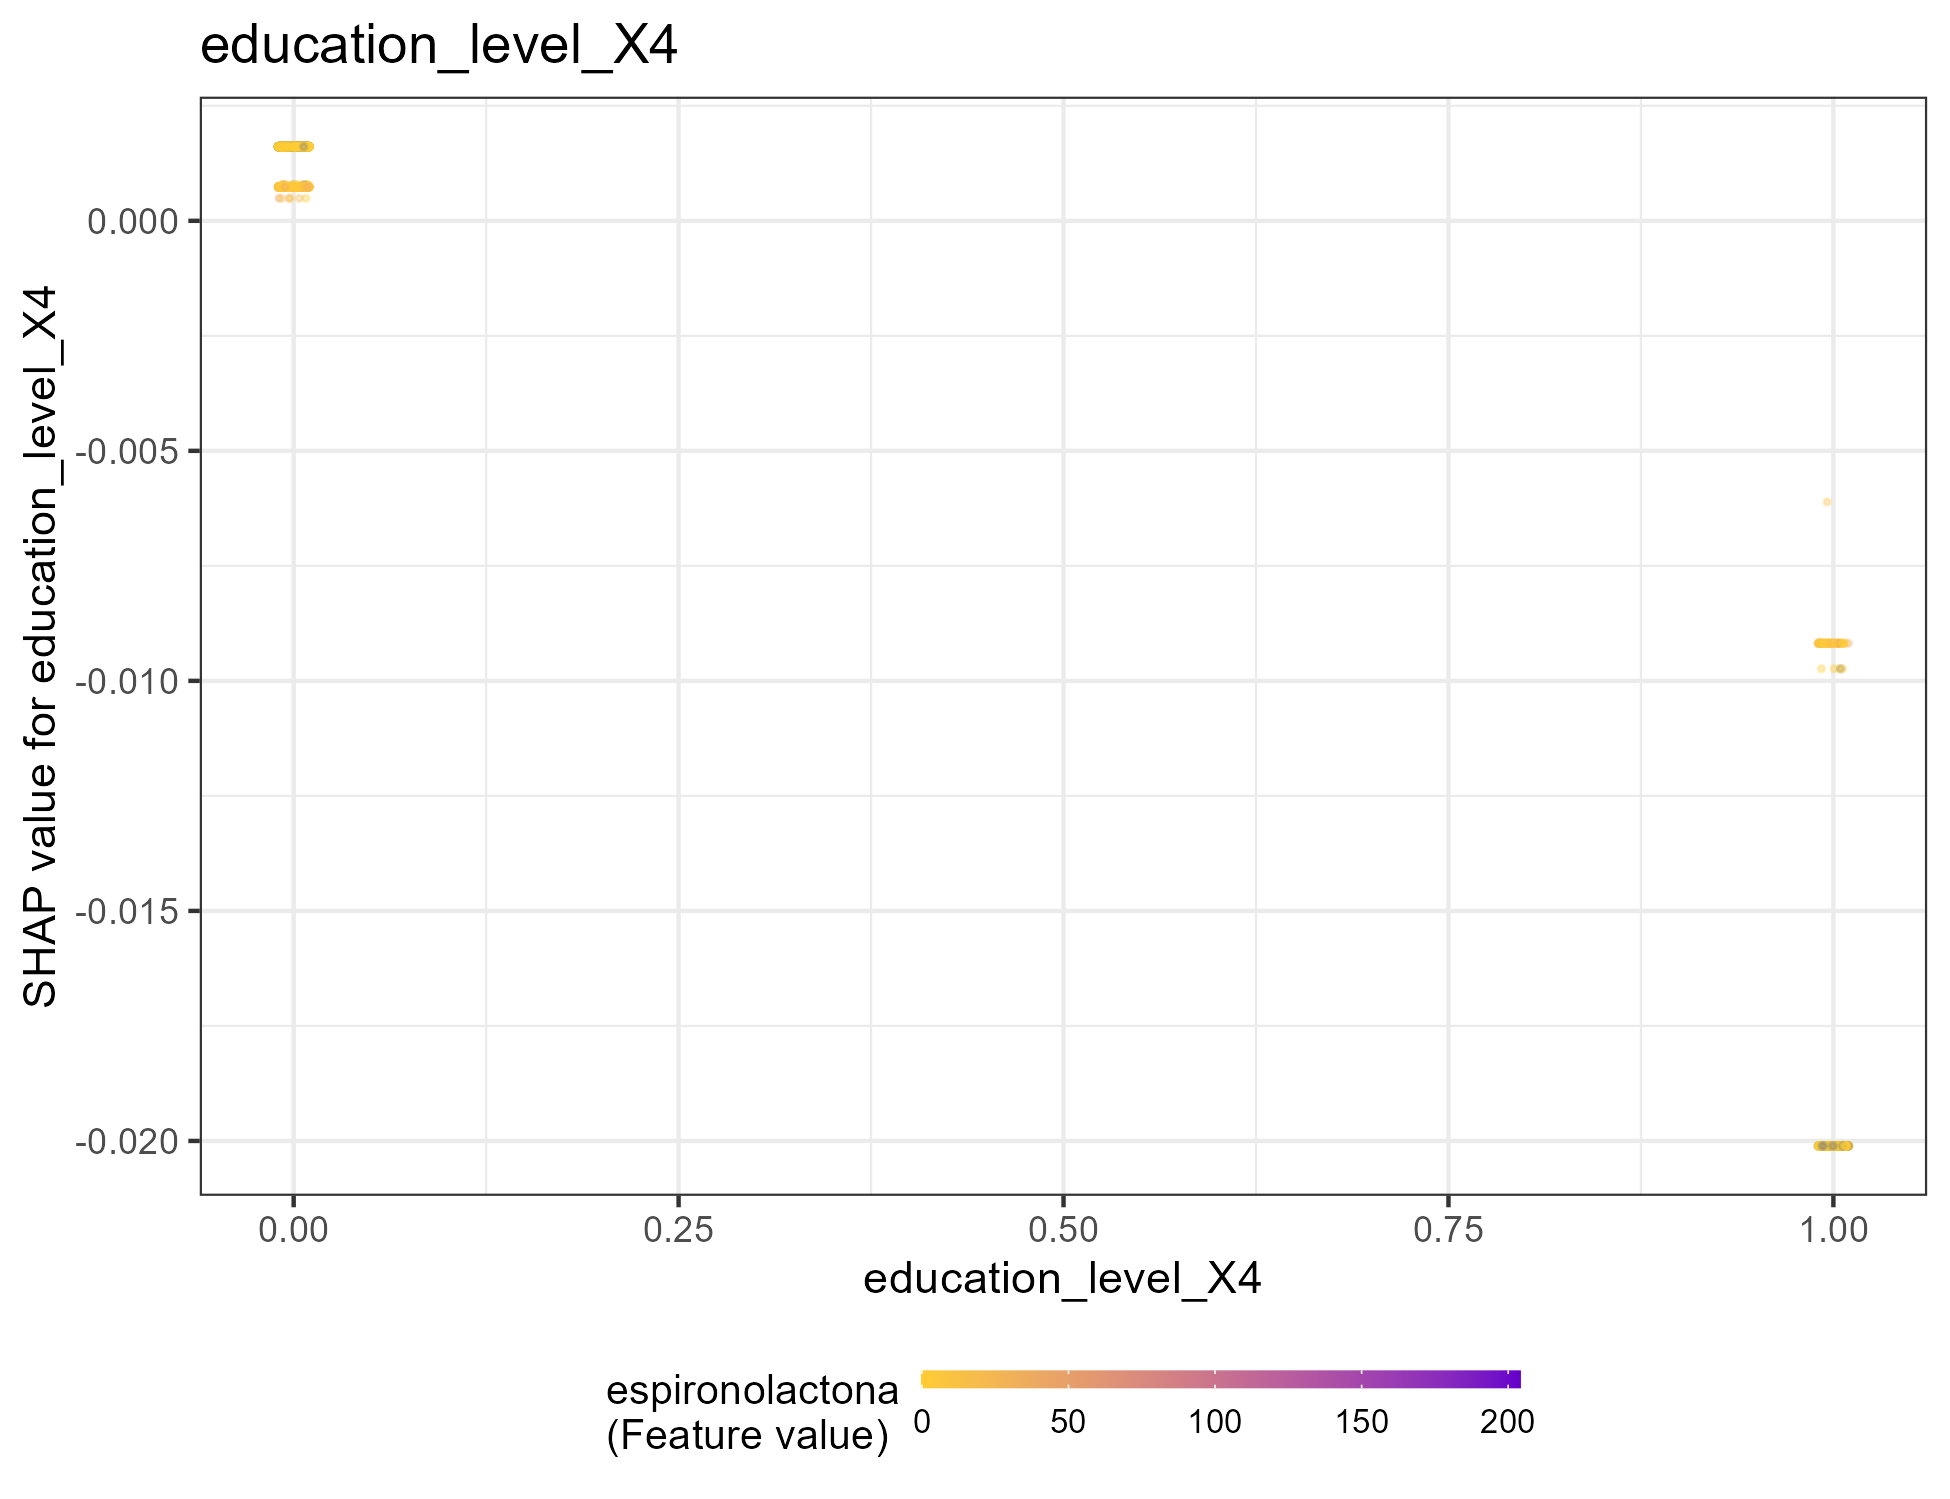 education_level_X4
SHAP value for education_level_X4
0.000
-0.005
-0.010
-0.015
-0.020
0.00 0.25 0.50 0.75 1.00
education_level_X4
espironolactona
(Feature value)
0 50 100 150 200